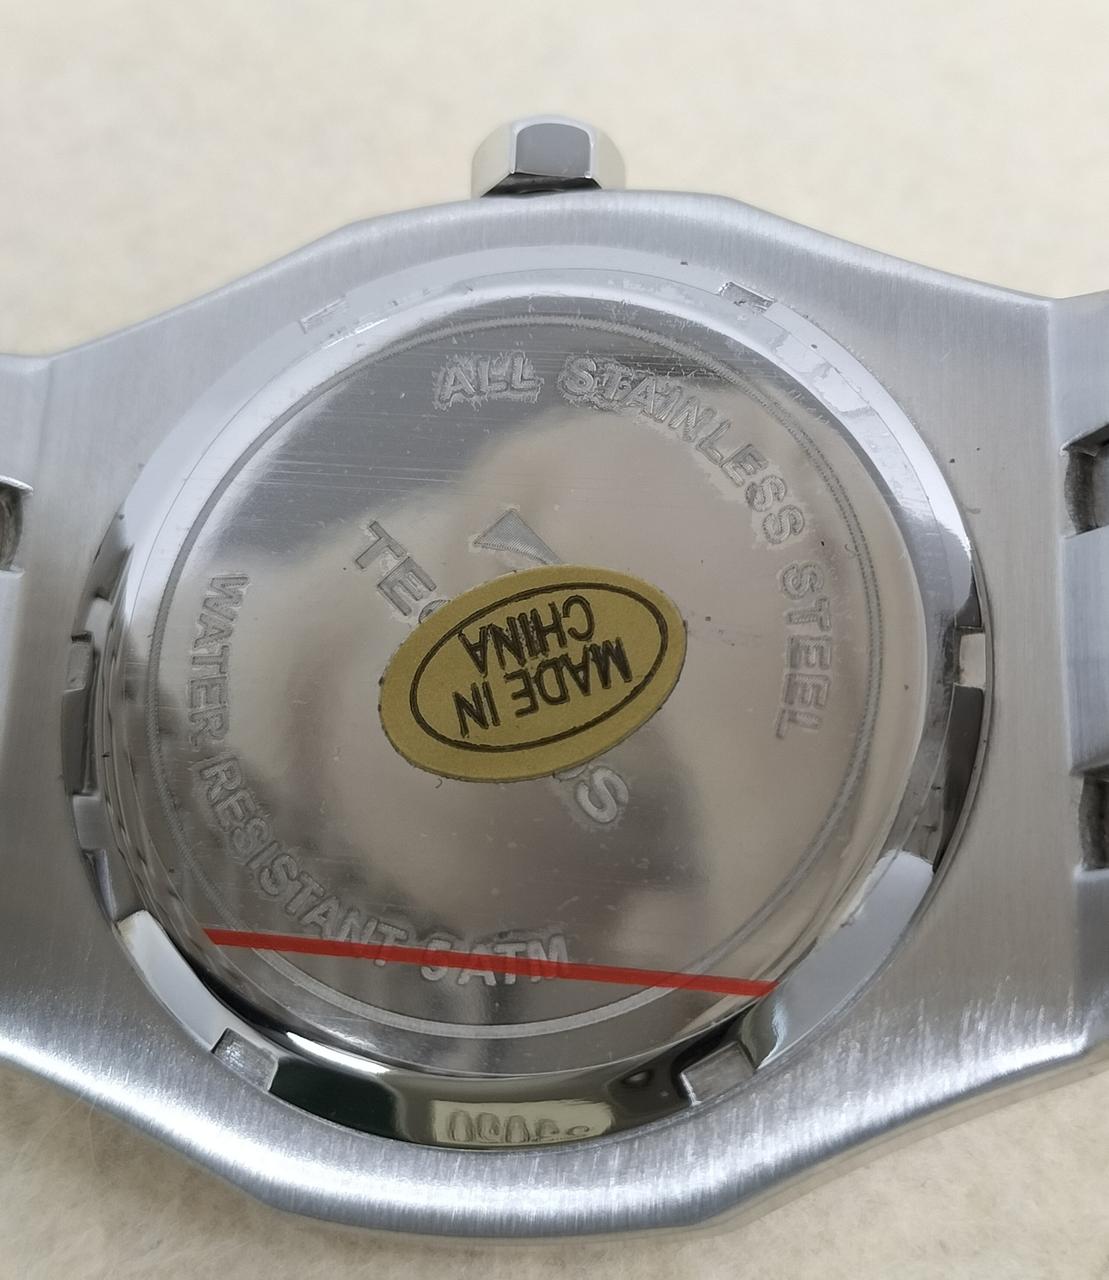 ALL STAINLESS STEEL
MADE IN
CHINA
WATER RESISTANT 5ATM